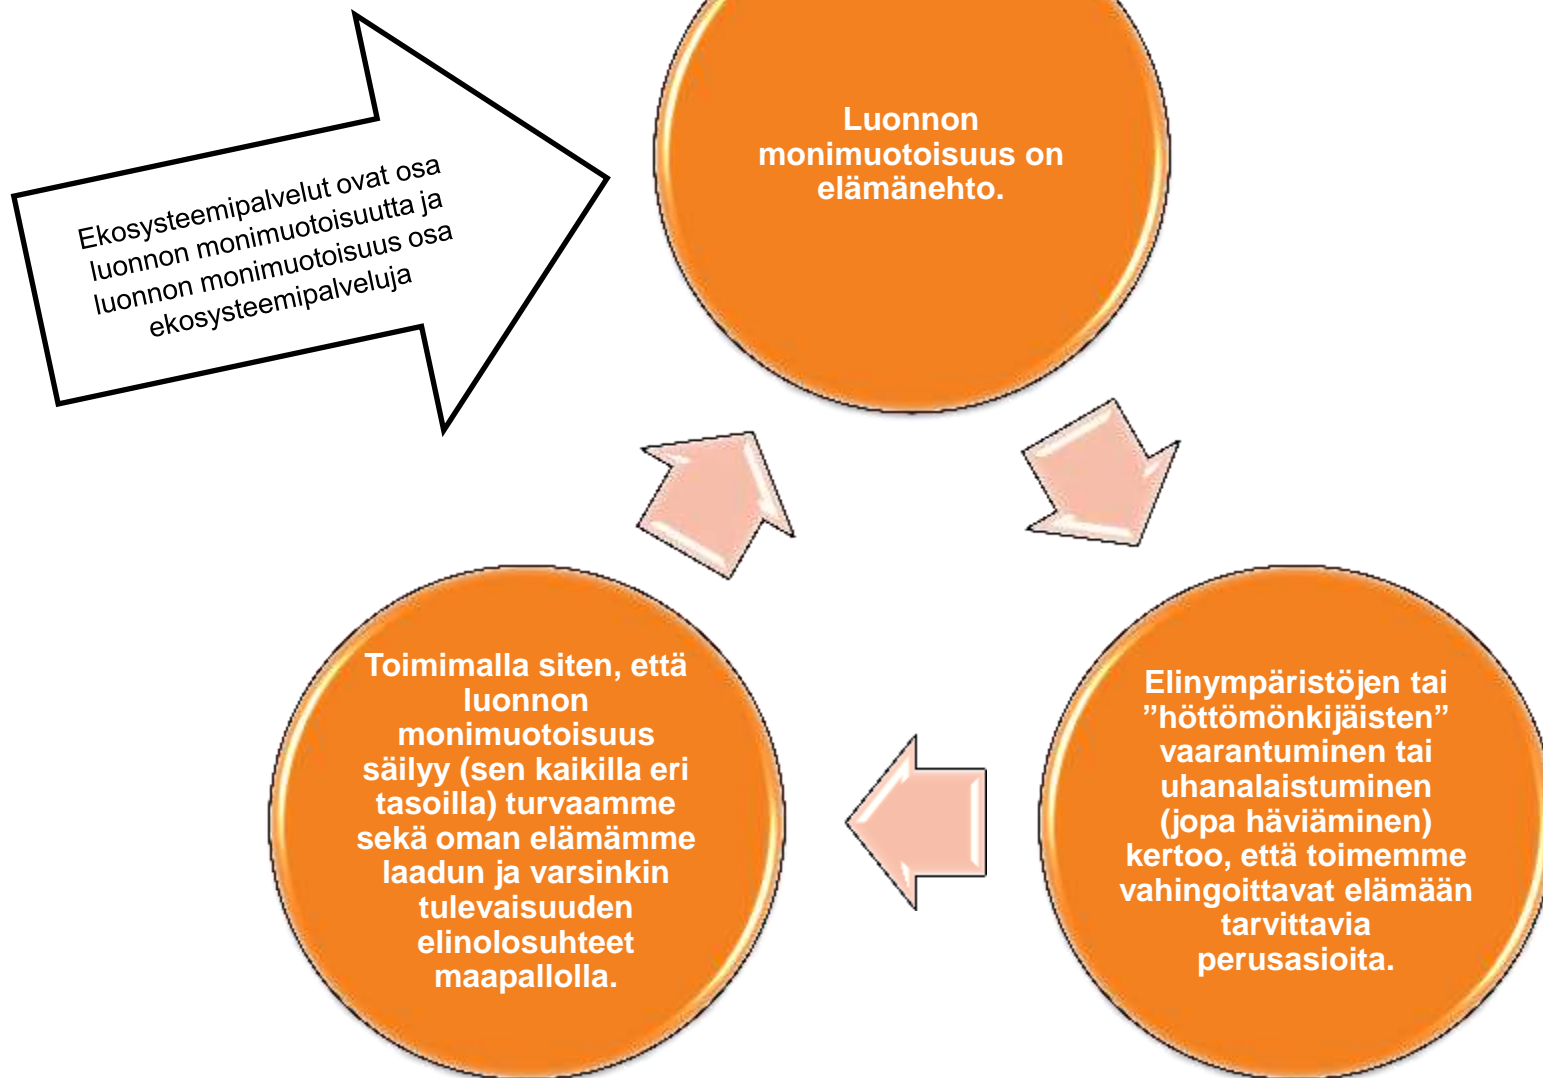 Ekosysteemipalvelut ovat osa
luonnon monimuotoisuutta ja
luonnon monimuotoisuus osa
ekosysteemipalveluja
Luonnon
monimuotoisuus on
elämänehto.
Elinympäristöjen tai
”höttömönkijäisten”
vaarantuminen tai
uhanalaistuminen
(jopa häviäminen)
kertoo, että toimemme
vahingoittavat elämään
tarvittavia
perusasioita.
Toimimalla siten, että
luonnon
monimuotoisuus
säilyy (sen kaikilla eri
tasoilla) turvaamme
sekä oman elämämme
laadun ja varsinkin
tulevaisuuden
elinolosuhteet
maapallolla.